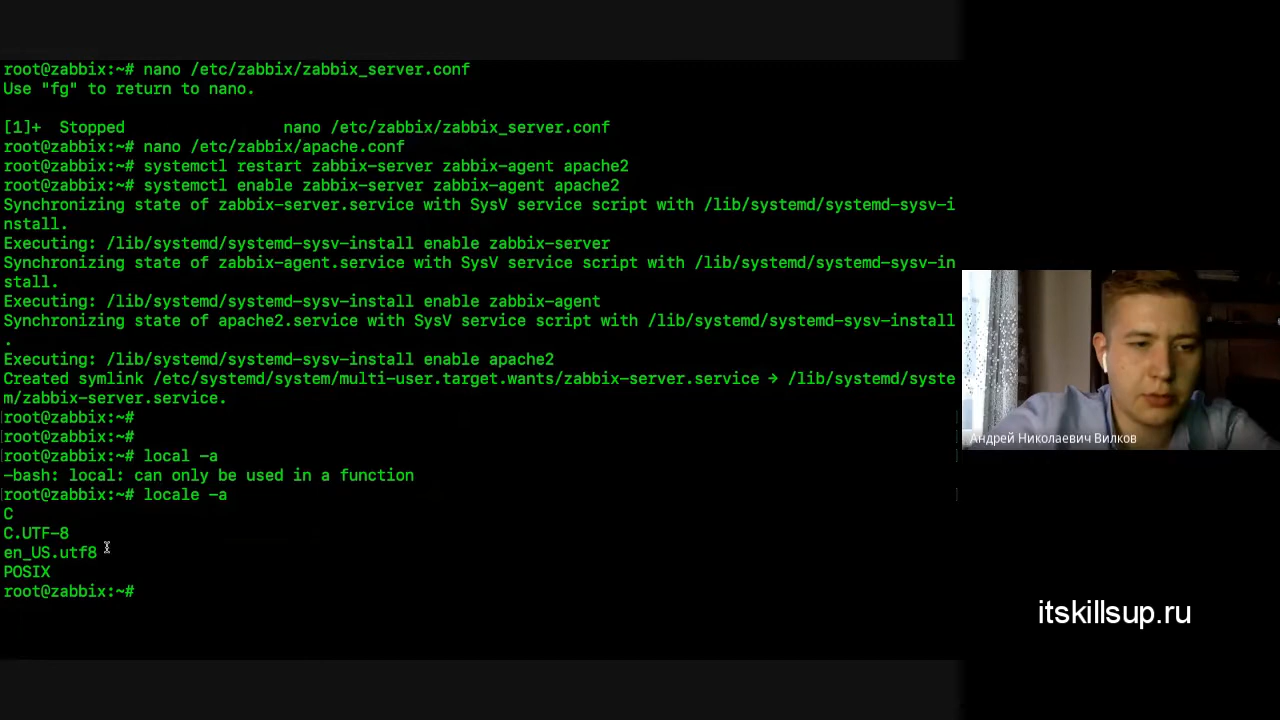 root@zabbix:~# nano /etc/zabbix/zabbix_server.conf
Use "fg" to return to nano.
[1]+  Stopped                 nano /etc/zabbix/zabbix_server.conf
root@zabbix:~# nano /etc/zabbix/apache.conf
root@zabbix:~# systemctl restart zabbix-server zabbix-agent apache2
root@zabbix:~# systemctl enable zabbix-server zabbix-agent apache2
Synchronizing state of zabbix-server.service with SysV service script with /lib/systemd/systemd-sysv-i
nstall.
Executing: /lib/systemd/systemd-sysv-install enable zabbix-server
Synchronizing state of zabbix-agent.service with SysV service script with /lib/systemd/systemd-sysv-in
stall.
Executing: /lib/systemd/systemd-sysv-install enable zabbix-agent
Synchronizing state of apache2.service with SysV service script with /lib/systemd/systemd-sysv-install
.
Executing: /lib/systemd/systemd-sysv-install enable apache2
Created symlink /etc/systemd/system/multi-user.target.wants/zabbix-server.service → /lib/systemd/syste
m/zabbix-server.service.
root@zabbix:~#
root@zabbix:~#
root@zabbix:~# local -a
-bash: local: can only be used in a function
root@zabbix:~# locale -a
C
C.UTF-8
en_US.utf8
POSIX
root@zabbix:~#
Андрей Николаевич Вилков
itskillsup.ru